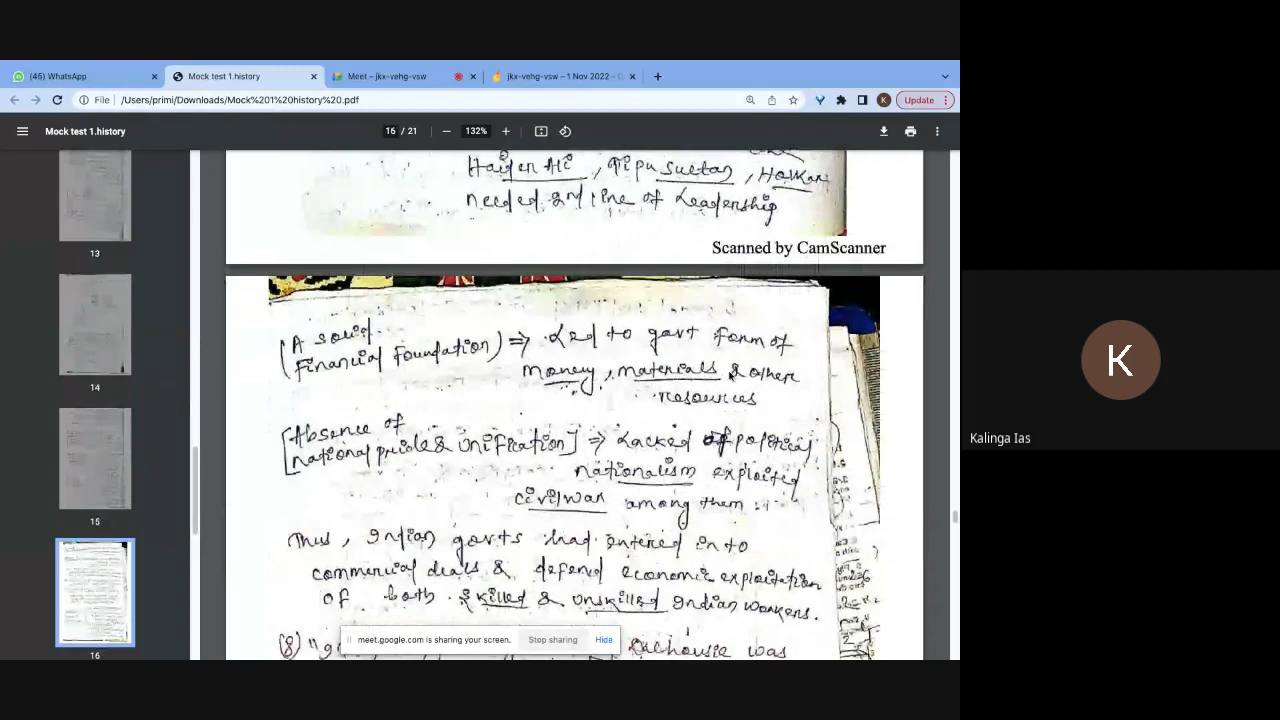 (45) WhatsApp
Mock test 1.history
Meet – jkx-vehg-vsw
jkx-vehg-vsw – 1 Nov 2022 - G
File /Users/primi/Downloads/Mock%201%20history%20.pdf
Update
Mock test 1.history
16 / 21
132%
Haider Ali, Tipu Sultan,
needed 2nd line of Leadership
Scanned by CamScanner
(A solid
Financial Foundation) ⇒ Led to govt form of
money, materials & other
resources
[Absence of
national pride & Unification] ⇒ Lacked of political
nationalism exploited
civil war among them.
Thus, Indian govts had entered into
commercial deals & defend economic exploitation
of both skilled & unskilled Indian workers.
(8)
was
meet.google.com is sharing your screen.
Stop sharing
Hide
13
14
15
16
K
Kalinga Ias